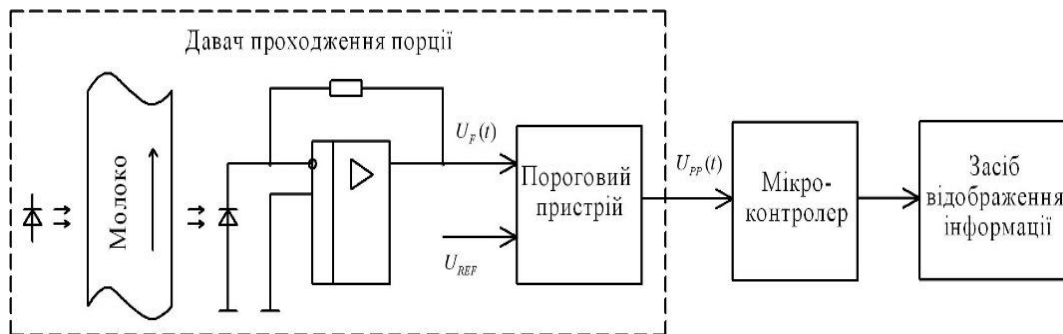 Давач проходження порції
Молоко
U_F(t)
U_REF
Пороговий
пристрій
U_PP(t)
Мікро-
контролер
Засіб
відображення
інформації